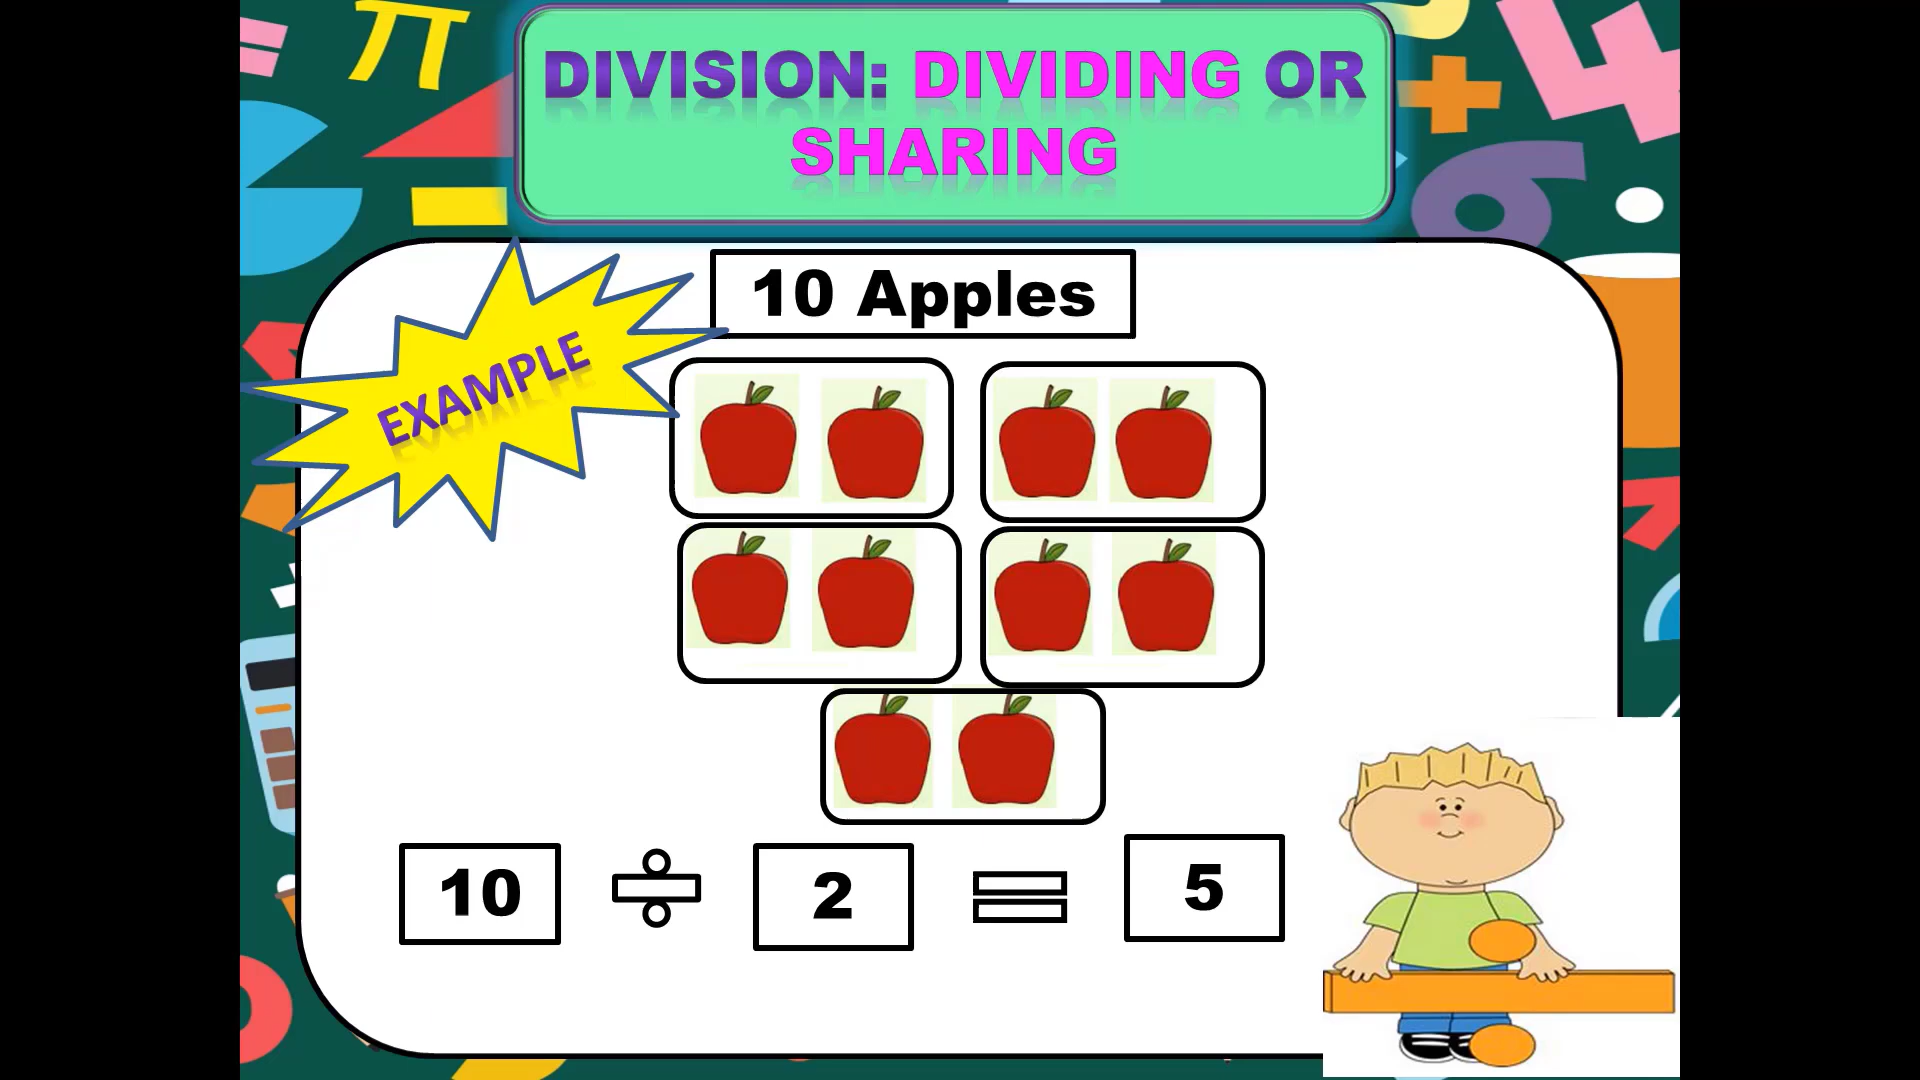 DIVISION: DIVIDING OR
SHARING
10 Apples
EXAMPLE
10 ÷ 2 = 5